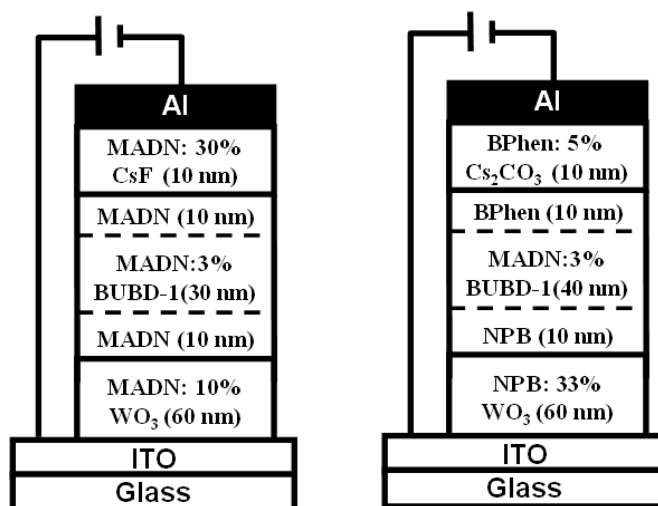 Al
MADN: 30%
CsF (10 nm)
MADN (10 nm)
MADN:3%
BUBD-1(30 nm)
MADN (10 nm)
MADN: 10%
WO₃ (60 nm)
ITO
Glass
Al
BPhen: 5%
Cs₂CO₃ (10 nm)
BPhen (10 nm)
MADN:3%
BUBD-1(40 nm)
NPB (10 nm)
NPB: 33%
WO₃ (60 nm)
ITO
Glass